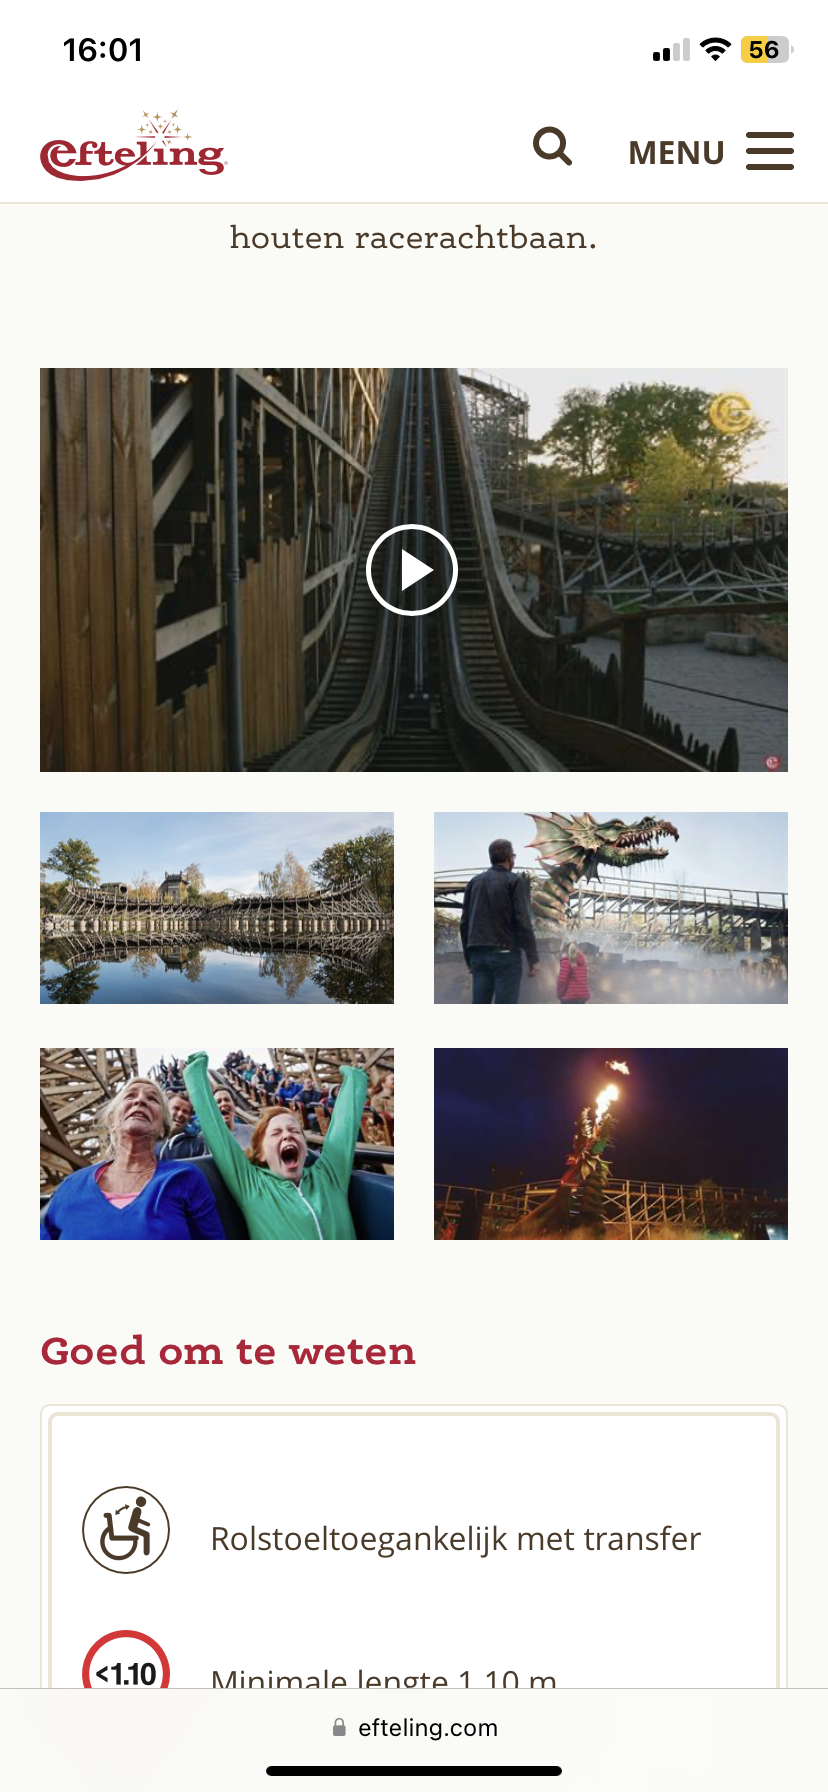 16:01
56
efteling
MENU
houten racerachtbaan.
Goed om te weten
Rolstoeltoegankelijk met transfer
<1.10
Minimale lengte 1.10 m
efteling.com